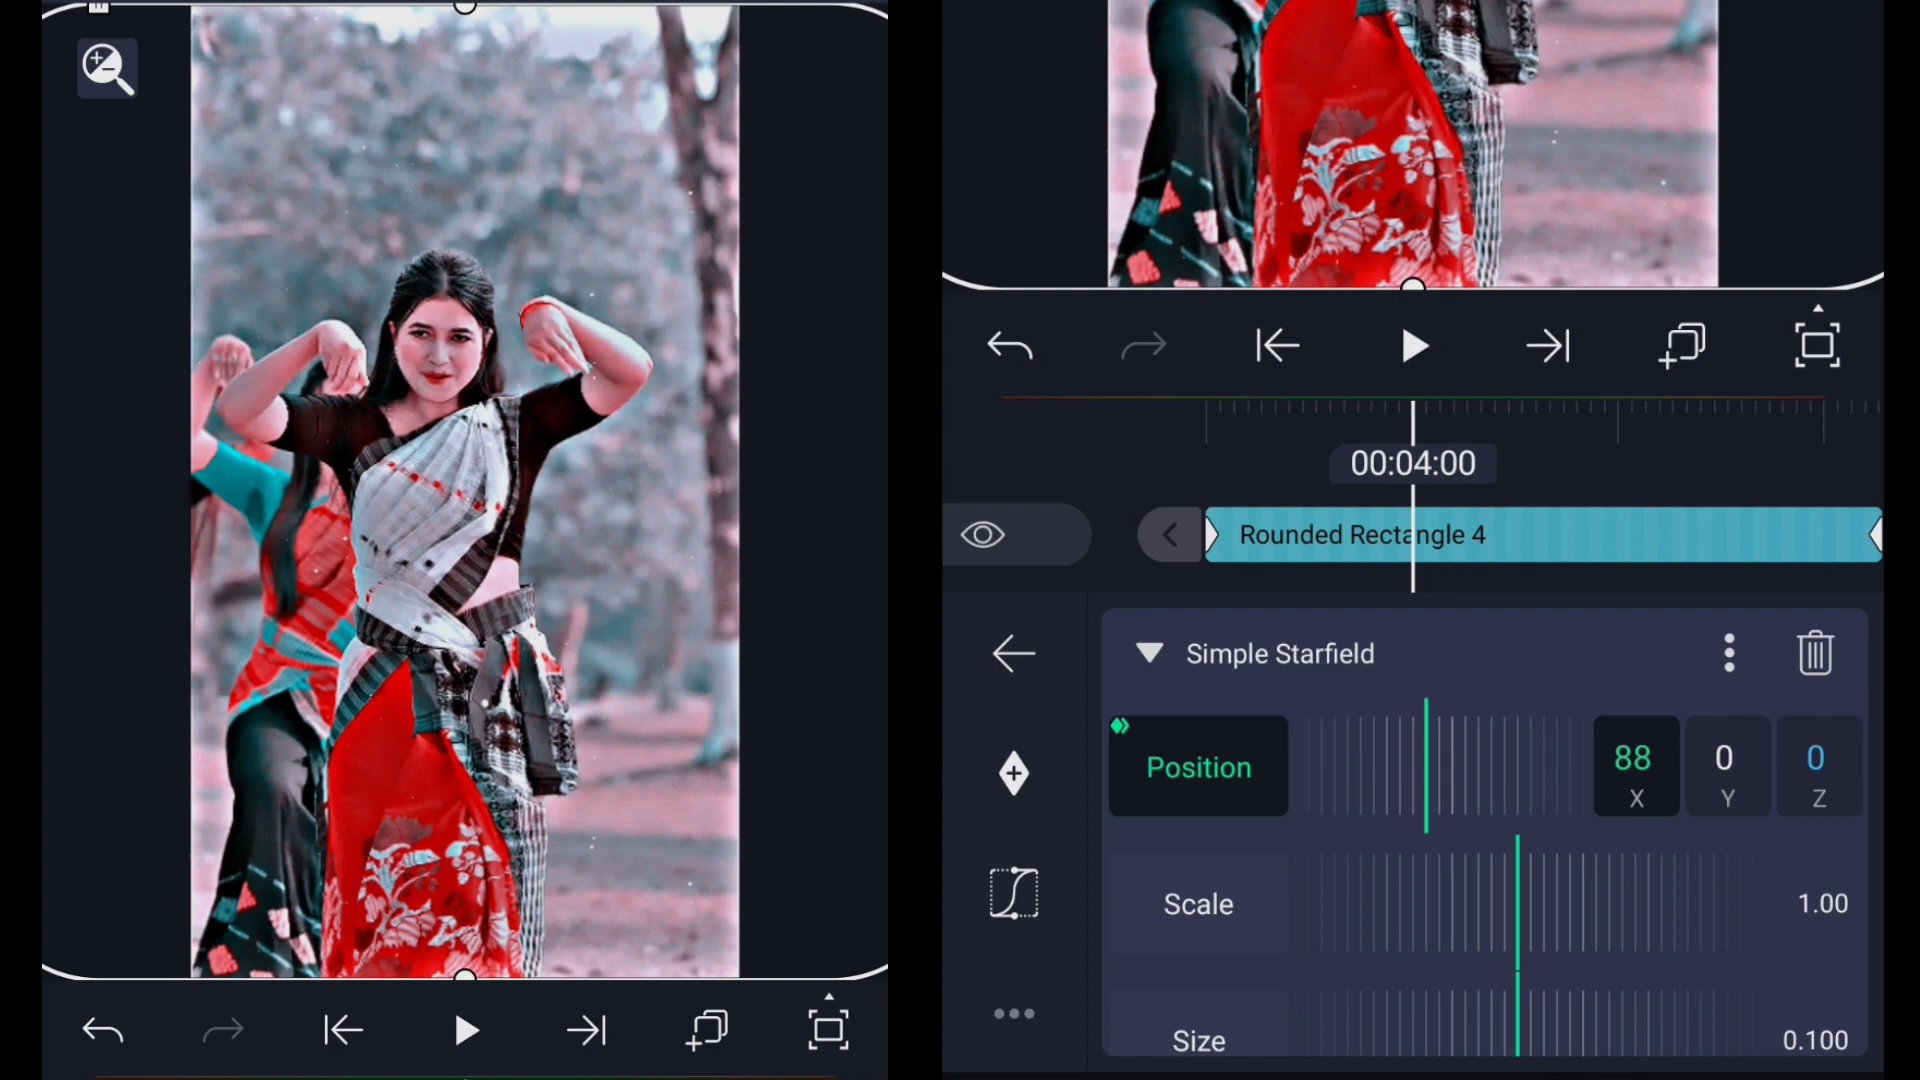 00:04:00
Rounded Rectangle 4
Simple Starfield
Position
88
0
0
X
Y
Z
Scale
1.00
Size
0.100